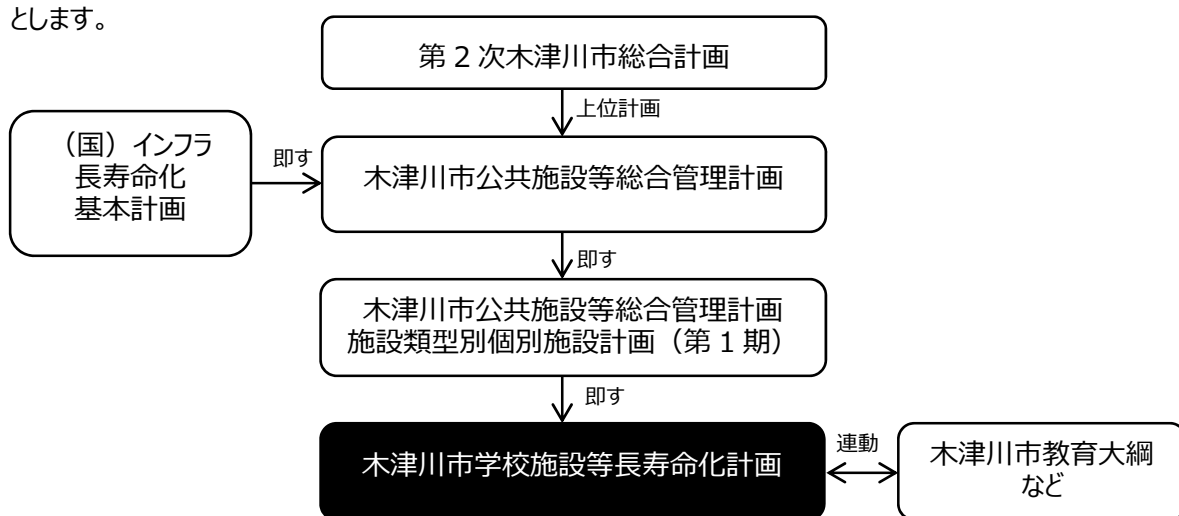 とします。
第２次木津川市総合計画
上位計画
（国）インフラ
長寿命化
基本計画
即す
木津川市公共施設等総合管理計画
即す
木津川市公共施設等総合管理計画
施設類型別個別施設計画（第１期）
即す
木津川市学校施設等長寿命化計画
連動
木津川市教育大綱
など